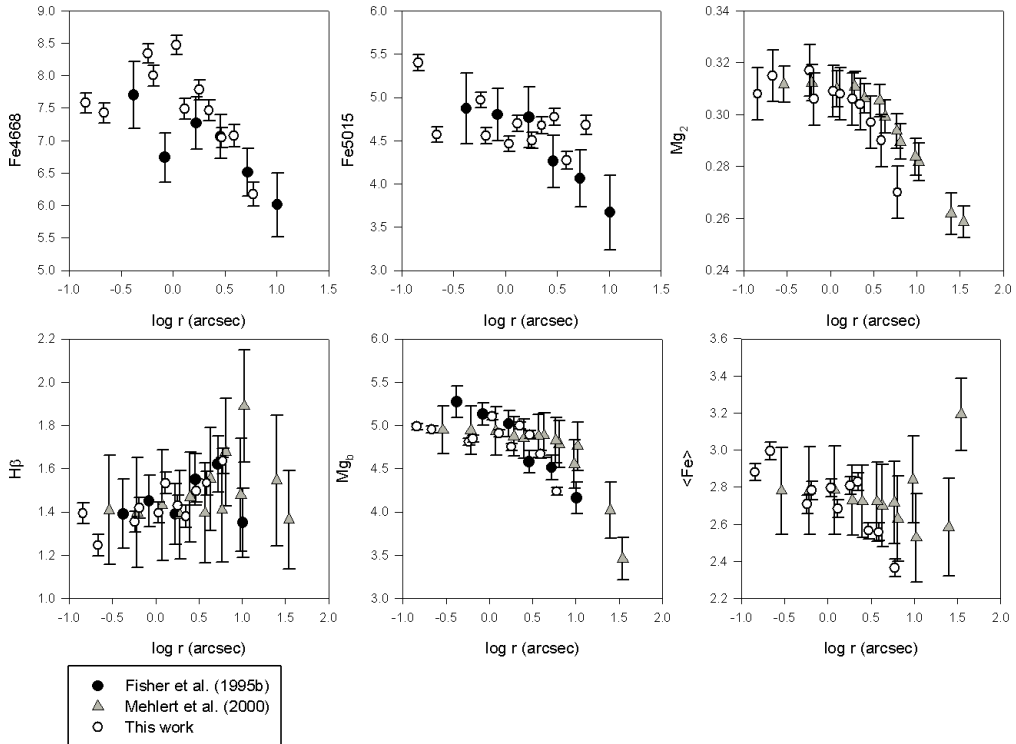 9.0
8.5
8.0
7.5
7.0
6.5
6.0
5.5
5.0
Fe4668
-1.0 -0.5 0.0 0.5 1.0 1.5
log r (arcsec)
6.0
5.5
5.0
4.5
4.0
3.5
3.0
Fe5015
-1.0 -0.5 0.0 0.5 1.0 1.5
log r (arcsec)
0.34
0.32
0.30
0.28
0.26
0.24
Mg2
-1.0 -0.5 0.0 0.5 1.0 1.5 2.0
log r (arcsec)
2.2
2.0
1.8
1.6
1.4
1.2
1.0
Hβ
-1.0 -0.5 0.0 0.5 1.0 1.5 2.0
log r (arcsec)
6.0
5.5
5.0
4.5
4.0
3.5
3.0
Mgb
-1.0 -0.5 0.0 0.5 1.0 1.5 2.0
log r (arcsec)
3.6
3.4
3.2
3.0
2.8
2.6
2.4
2.2
<Fe>
-1.0 -0.5 0.0 0.5 1.0 1.5 2.0
log r (arcsec)
Fisher et al. (1995b)
Mehlert et al. (2000)
This work